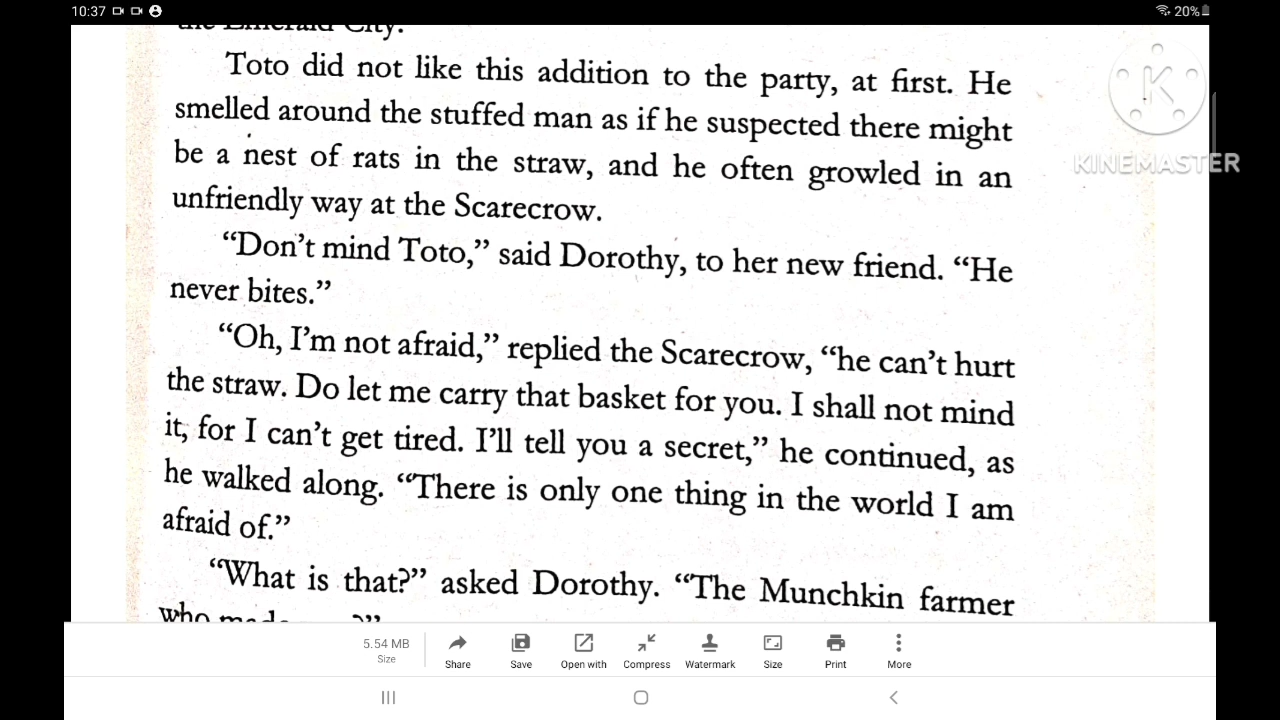 10:37
20%
the Emerald City.
Toto did not like this addition to the party, at first. He
smelled around the stuffed man as if he suspected there might
be a nest of rats in the straw, and he often growled in an
unfriendly way at the Scarecrow.
“Don’t mind Toto,” said Dorothy, to her new friend. “He
never bites.”
“Oh, I’m not afraid,” replied the Scarecrow, “he can’t hurt
the straw. Do let me carry that basket for you. I shall not mind
it, for I can’t get tired. I’ll tell you a secret,” he continued, as
he walked along. “There is only one thing in the world I am
afraid of.”
“What is that?” asked Dorothy. “The Munchkin farmer
who made
K
KINEMASTER
5.54 MB
Size
Share
Save
Open with
Compress
Watermark
Size
Print
More